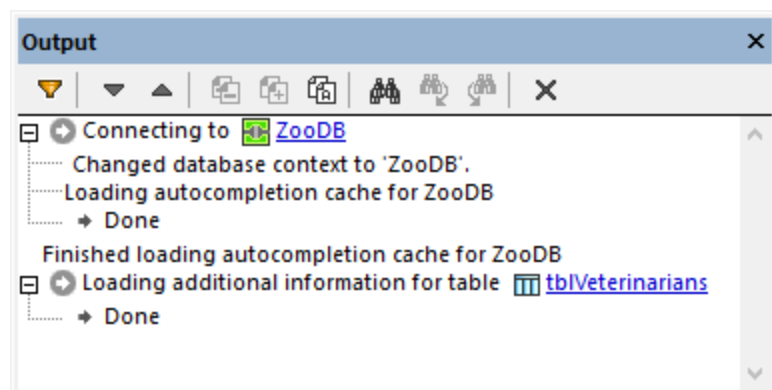 Output
Connecting to ZooDB
Changed database context to 'ZooDB'.
Loading autocompletion cache for ZooDB
Done
Finished loading autocompletion cache for ZooDB
Loading additional information for table tblVeterinarians
Done